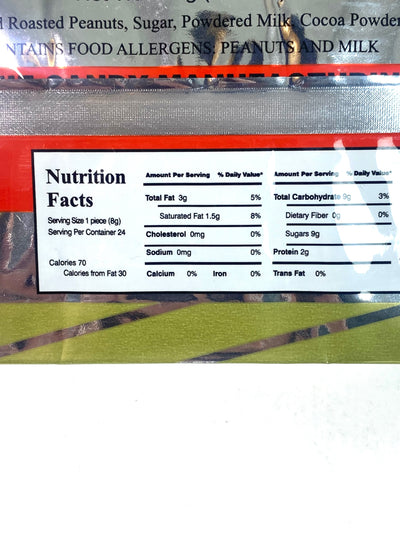 Roasted Peanuts, Sugar, Powdered Milk, Cocoa Powder
CONTAINS FOOD ALLERGENS: PEANUTS AND MILK
CANDY MANUFACTURING
Nutrition
Facts
Serving Size 1 piece (8g)
Serving Per Container 24
Calories 70
Calories from Fat 30
Amount Per Serving % Daily Value*
Total Fat 3g 5%
Saturated Fat 1.5g 8%
Cholesterol 0mg 0%
Sodium 0mg 0%
Calcium 0% Iron 0%
Amount Per Serving % Daily Value*
Total Carbohydrate 9g 3%
Dietary Fiber 0g 0%
Sugars 9g
Protein 2g
Trans Fat 0%